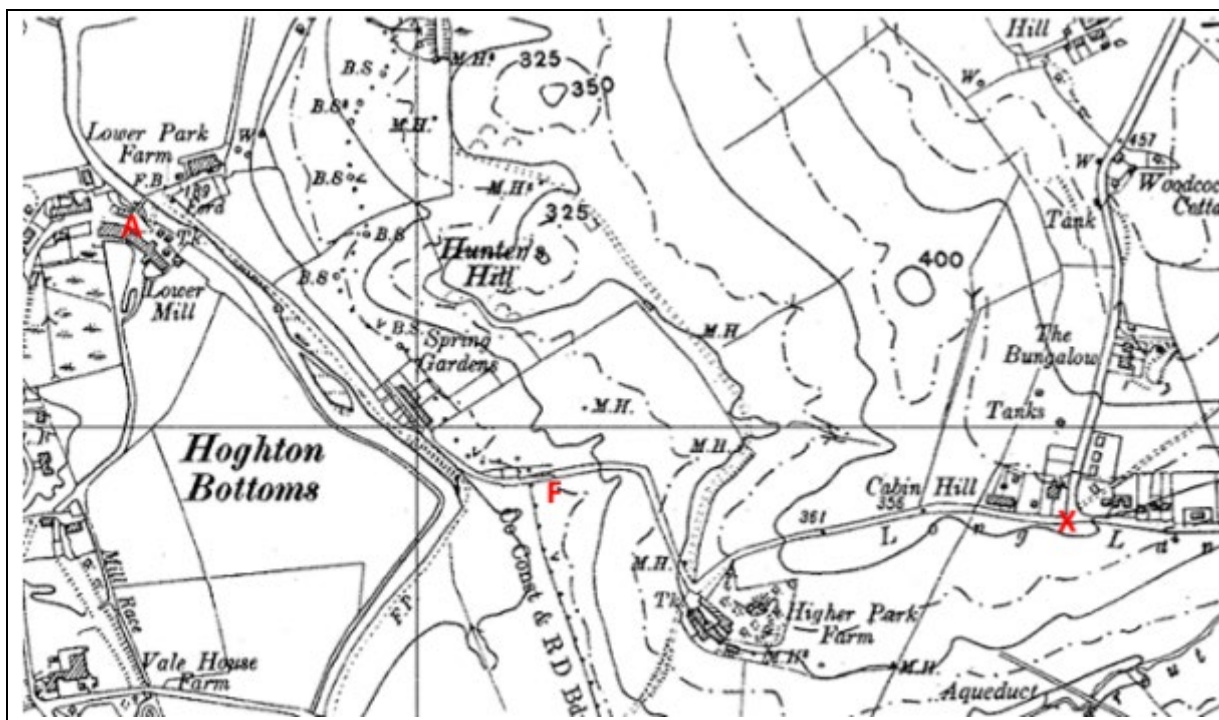 Hill
M.H.s
325
350
B.S
B.S.s
M.H.s
W
Lower Park
Farm
W
457
W
Woodcoc
Cotta
F.B.
189
Ford
B.S
M.H.s
325
Tank
A
B.S
Hunter's
Hill
400
Lower
Mill
B.S
M.H.
The
Bungalow
B.S
Spring
Gardens
M.H.
Tanks
Hoghton
Bottoms
M.H.
F
Cabin Hill
358
361
X
Long Lan
Const & R D Bdy
M.H.
Mill Race
Higher Park
Farm
Vale House
Farm
M.H.s
M.H.
Aqueduct